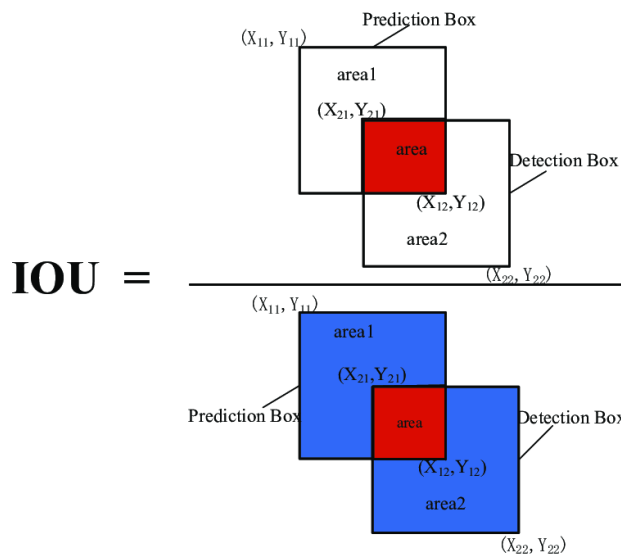 Prediction Box
(X11, Y11)
area1
(X21,Y21)
area
Detection Box
(X12,Y12)
area2
(X22, Y22)
IOU =
(X11, Y11)
area1
(X21,Y21)
Prediction Box
area
Detection Box
(X12,Y12)
area2
(X22, Y22)